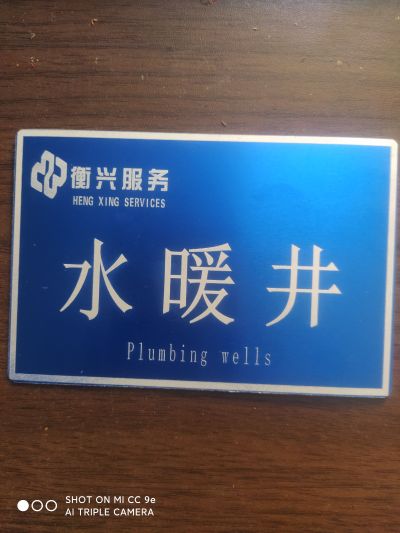 衡兴服务
HENG XING SERVICES
水暖井
Plumbing wells
SHOT ON MI CC 9e
AI TRIPLE CAMERA